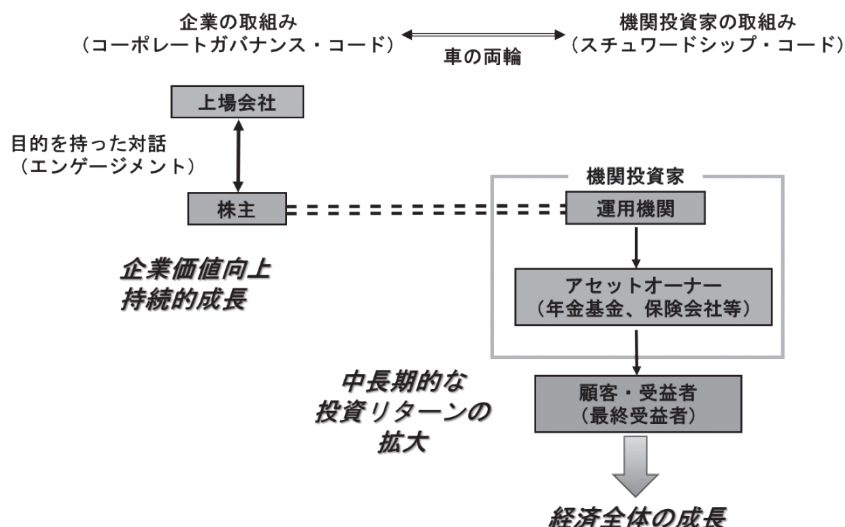 企業の取組み
（コーポレートガバナンス・コード）
車の両輪
機関投資家の取組み
（スチュワードシップ・コード）
上場会社
目的を持った対話
（エンゲージメント）
株主
機関投資家
運用機関
企業価値向上
持続的成長
アセットオーナー
（年金基金、保険会社等）
中長期的な
投資リターンの
拡大
顧客・受益者
（最終受益者）
経済全体の成長